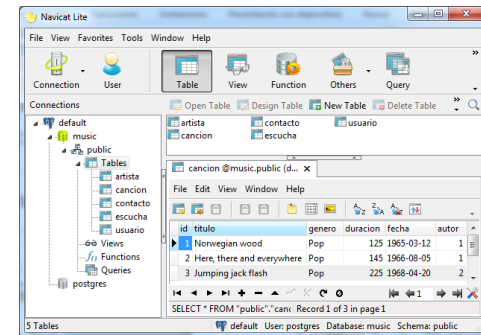 Navicat Lite
File View Favorites Tools Window Help
Connection User Table View Function Others Query
Connections
Open Table Design Table New Table Delete Table
default
music
public
Tables
artista
cancion
contacto
escucha
usuario
Views
Functions
Queries
postgres
artista contacto usuario
cancion escucha
cancion @music.public (d...
File Edit View Window Help
id titulo genero duracion fecha autor
1 Norwegian wood Pop 125 1965-03-12 1
2 Here, there and everywhere Pop 145 1966-08-05 1
3 Jumping jack flash Pop 225 1968-04-20 2
1
SELECT * FROM "public"."canc Record 1 of 3 in page 1
5 Tables default User: postgres Database: music Schema: public